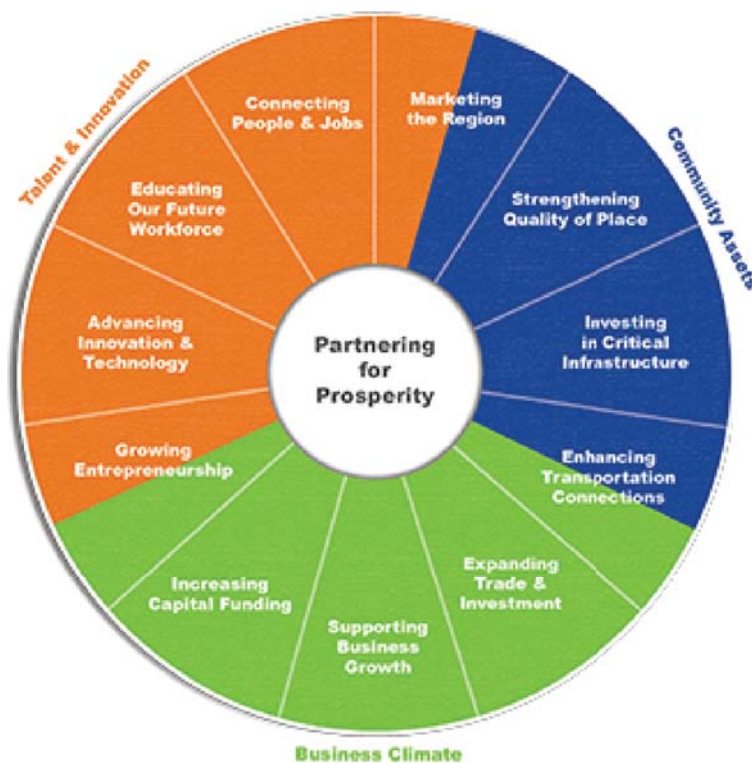 Talent & Innovation
Community Assets
Business Climate
Partnering
for
Prosperity
Marketing
the Region
Strengthening
Quality of Place
Investing
in Critical
Infrastructure
Enhancing
Transportation
Connections
Expanding
Trade &
Investment
Supporting
Business
Growth
Increasing
Capital Funding
Growing
Entrepreneurship
Advancing
Innovation &
Technology
Educating
Our Future
Workforce
Connecting
People & Jobs